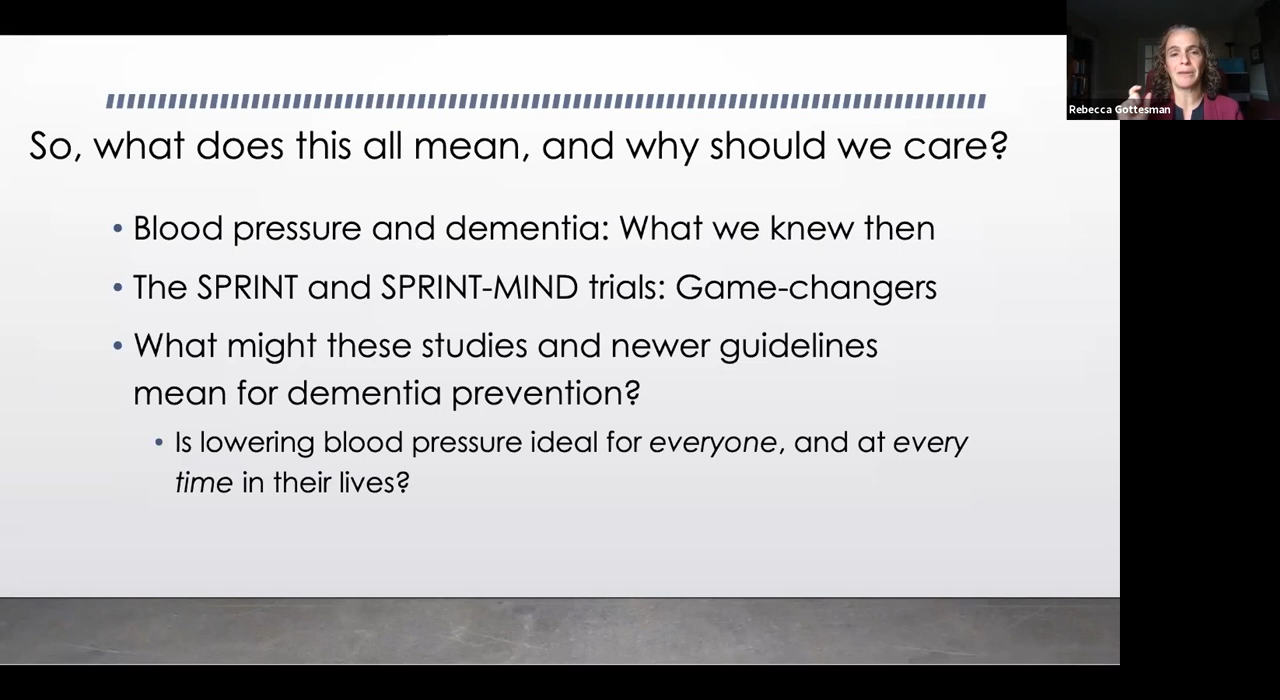 Rebecca Gottesman
So, what does this all mean, and why should we care?
• Blood pressure and dementia: What we knew then
• The SPRINT and SPRINT-MIND trials: Game-changers
• What might these studies and newer guidelines
mean for dementia prevention?
• Is lowering blood pressure ideal for everyone, and at every
time in their lives?